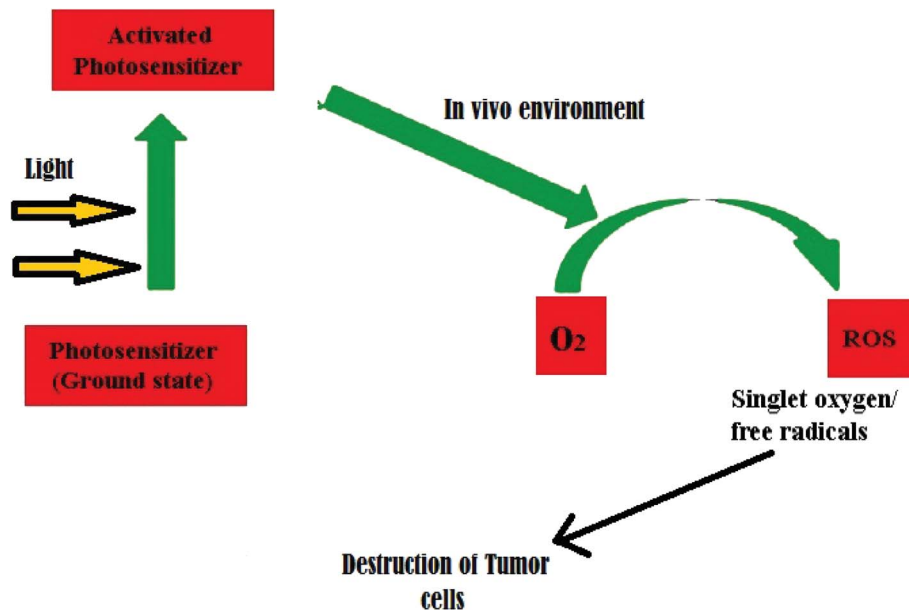 Activated
Photosensitizer
In vivo environment
Light
Photosensitizer
(Ground state)
O2
ROS
Singlet oxygen/
free radicals
Destruction of Tumor
cells